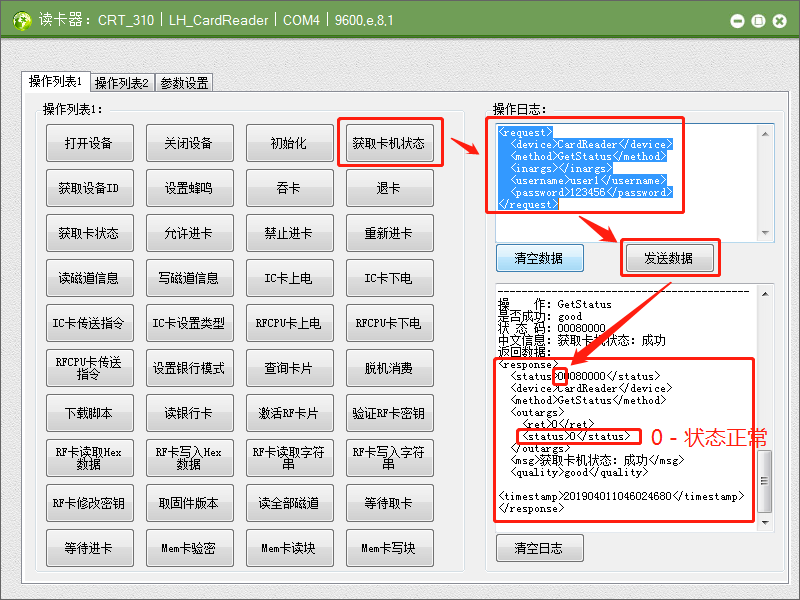 读卡器：CRT_310 | LH_CardReader | COM4 | 9600,e,8,1
操作列表1 操作列表2 参数设置
操作列表1：
打开设备 关闭设备 初始化 获取卡机状态
获取设备ID 设置蜂鸣 吞卡 退卡
获取卡状态 允许进卡 禁止进卡 重新进卡
读磁道信息 写磁道信息 IC卡上电 IC卡下电
IC卡传送指令 IC卡设置类型 RFCPU卡上电 RFCPU卡下电
RFCPU卡传送
指令
设置银行模式 查询卡片 脱机消费
下载脚本 读银行卡 激活RF卡片 验证RF卡密钥
RF卡读取Hex
数据
RF卡写入Hex
数据
RF卡读取字符
串
RF卡写入字符
串
RF卡修改密钥 取固件版本 读全部磁道 等待取卡
等待进卡 Mem卡验密 Mem卡读块 Mem卡写块
操作日志：
<request>
<device>CardReader</device>
<method>GetStatus</method>
<inargs></inargs>
<username>user1</username>
<password>123456</password>
</request>
清空数据 发送数据
--------------------------------------------
操    作：GetStatus
是否成功：good
状 态 码：00080000
中文信息：获取卡机状态：成功
返回数据：
<response>
<status>00080000</status>
<device>CardReader</device>
<method>GetStatus</method>
<outargs>
<ret>0</ret>
<status>0</status>
0 - 状态正常
</outargs>
<msg>获取卡机状态：成功</msg>
<quality>good</quality>
<timestamp>201904011046024680</timestamp>
</response>
清空日志